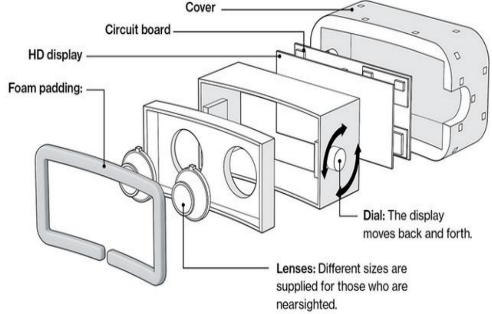 Cover
Circuit board
HD display
Foam padding:
Dial: The display
moves back and forth.
Lenses: Different sizes are
supplied for those who are
nearsighted.